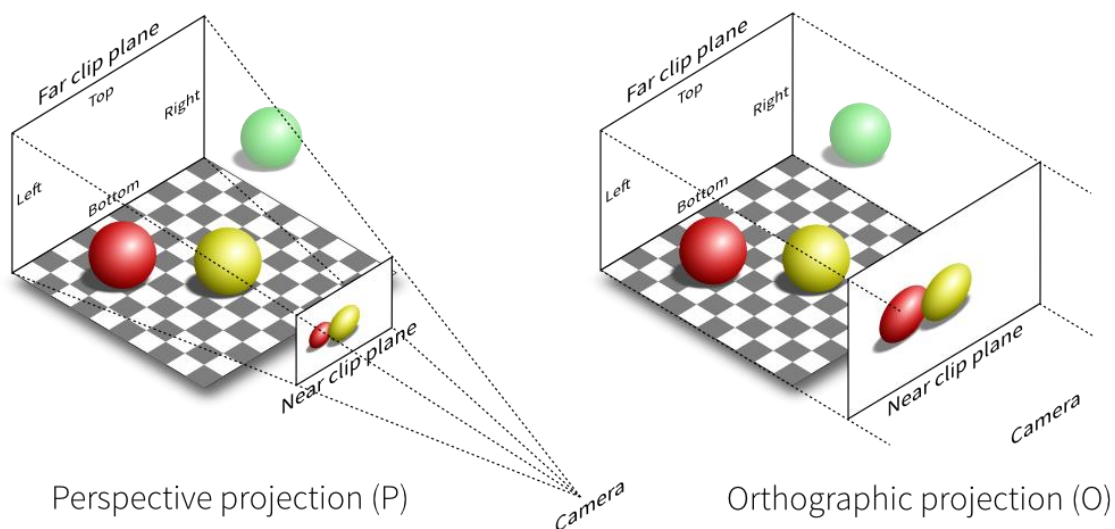 Far clip plane
Top
Right
Left
Bottom
Near clip plane
Camera
Perspective projection (P)
Far clip plane
Top
Right
Left
Bottom
Near clip plane
Camera
Orthographic projection (O)